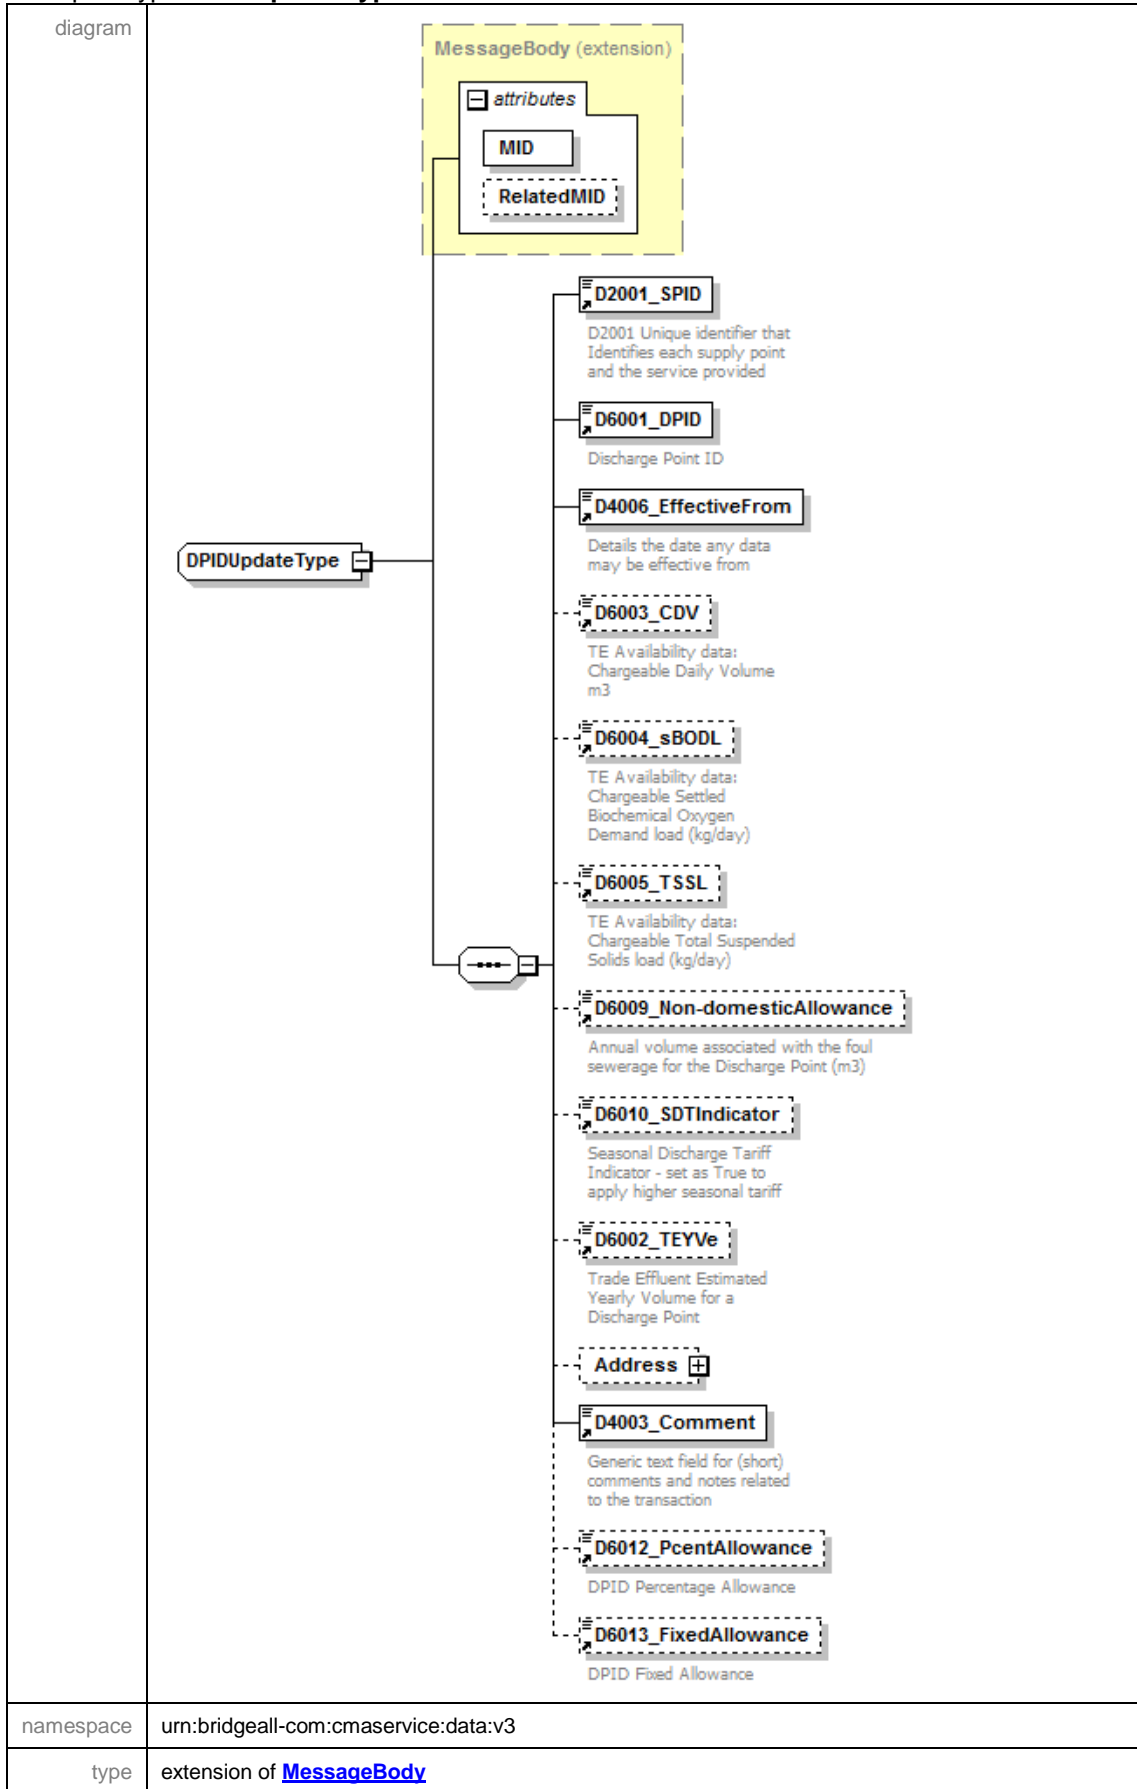 diagram
MessageBody (extension)
attributes
MID
RelatedMID
D2001_SPID
D2001 Unique identifier that
Identifies each supply point
and the service provided
D6001_DPID
Discharge Point ID
D4006_EffectiveFrom
Details the date any data
may be effective from
DPIDUpdateType
D6003_CDV
TE Availability data:
Chargeable Daily Volume
m3
D6004_sBODL
TE Availability data:
Chargeable Settled
Biochemical Oxygen
Demand load (kg/day)
D6005_TSSL
TE Availability data:
Chargeable Total Suspended
Solids load (kg/day)
D6009_Non-domesticAllowance
Annual volume associated with the foul
sewerage for the Discharge Point (m3)
D6010_SDTIndicator
Seasonal Discharge Tariff
Indicator - set as True to
apply higher seasonal tariff
D6002_TEYVe
Trade Effluent Estimated
Yearly Volume for a
Discharge Point
Address
D4003_Comment
Generic text field for (short)
comments and notes related
to the transaction
D6012_PcentAllowance
DPID Percentage Allowance
D6013_FixedAllowance
DPID Fixed Allowance
namespace urn:bridgeall-com:cmaservice:data:v3
type extension of MessageBody